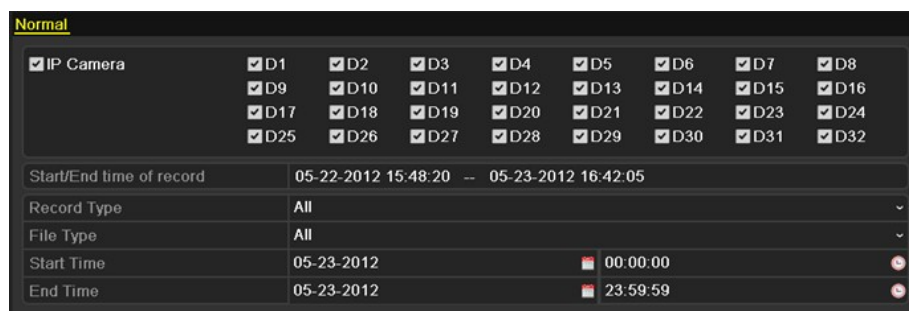 Normal
IP Camera D1 D2 D3 D4 D5 D6 D7 D8
D9 D10 D11 D12 D13 D14 D15 D16
D17 D18 D19 D20 D21 D22 D23 D24
D25 D26 D27 D28 D29 D30 D31 D32
Start/End time of record 05-22-2012 15:48:20 -- 05-23-2012 16:42:05
Record Type All
File Type All
Start Time 05-23-2012 00:00:00
End Time 05-23-2012 23:59:59